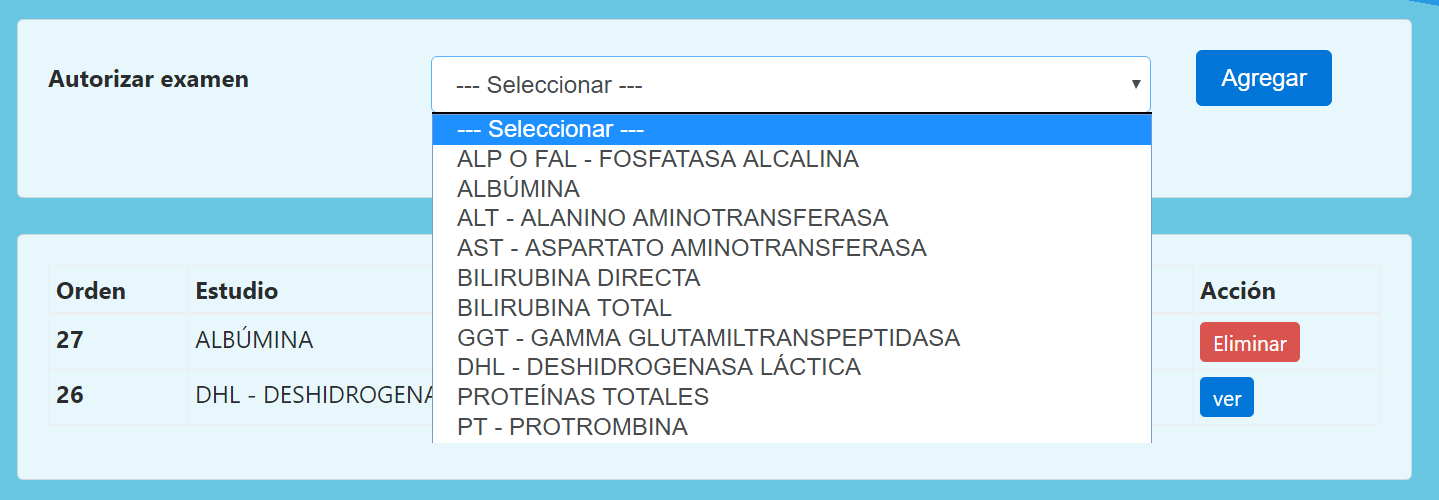 Autorizar examen
--- Seleccionar ---
Agregar
--- Seleccionar ---
ALP O FAL - FOSFATASA ALCALINA
ALBÚMINA
ALT - ALANINO AMINOTRANSFERASA
AST - ASPARTATO AMINOTRANSFERASA
BILIRUBINA DIRECTA
BILIRUBINA TOTAL
GGT - GAMMA GLUTAMILTRANSPEPTIDASA
DHL - DESHIDROGENASA LÁCTICA
PROTEÍNAS TOTALES
PT - PROTROMBINA
Orden Estudio Acción
27 ALBÚMINA Eliminar
26 DHL - DESHIDROGENA ver